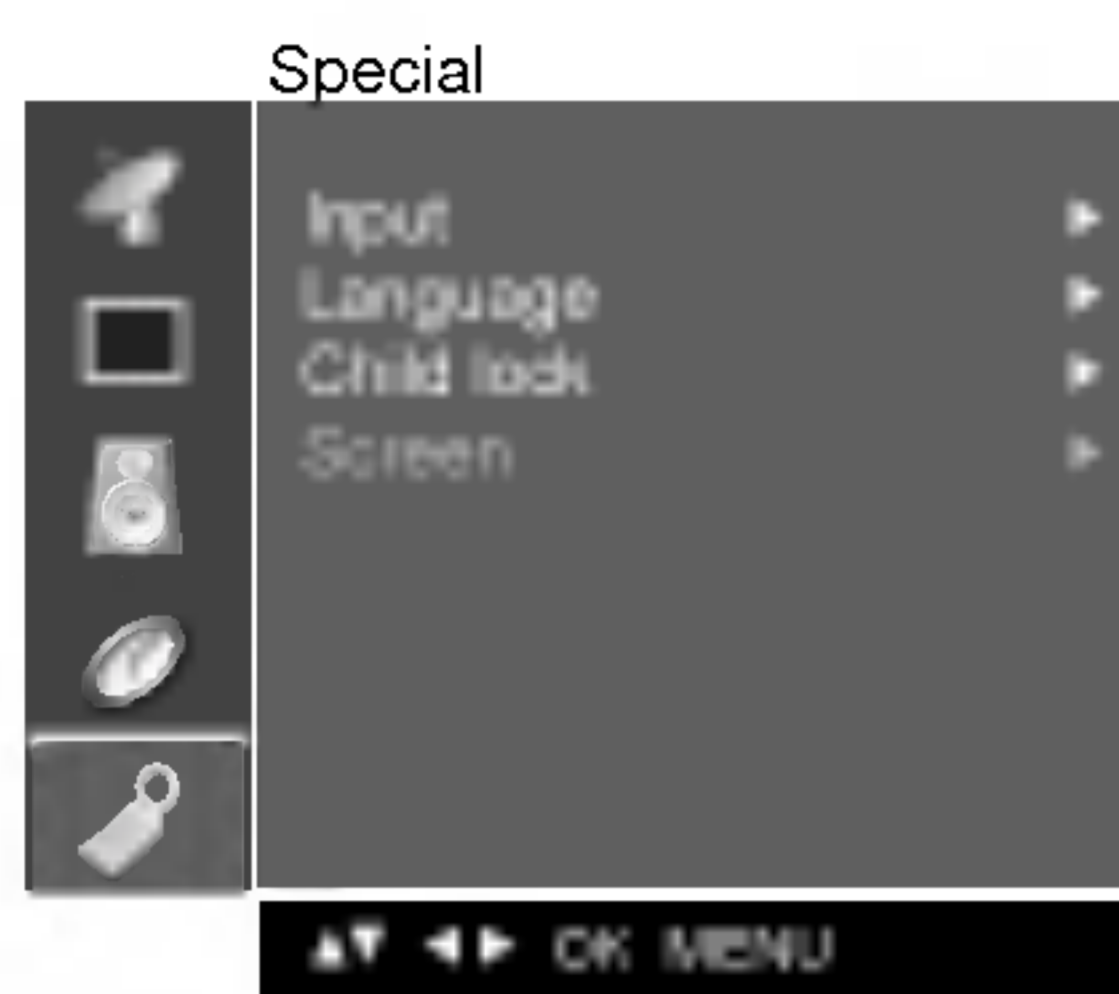 Special
Input
Language
Child lock
Screen
▲▼ ◀ ▶ OK MENU